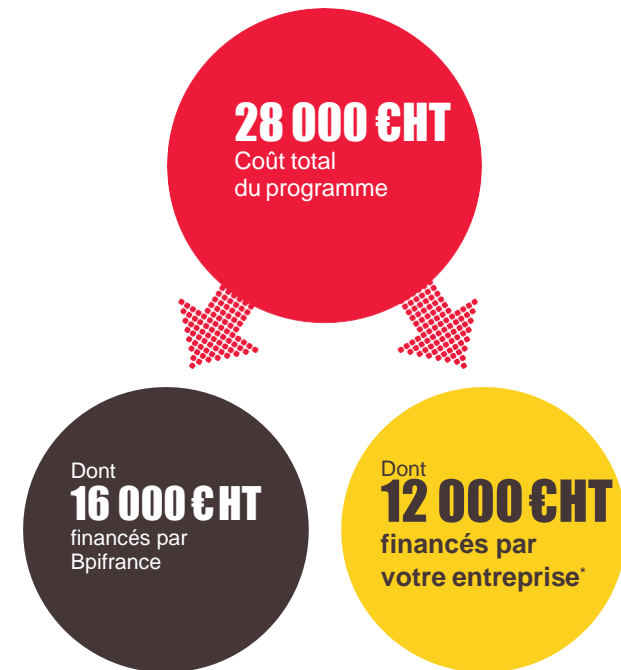 28 000 €HT
Coût total
du programme
Dont
16 000 € HT
financés par
Bpifrance
Dont
12 000 €HT
financés par
votre entreprise*